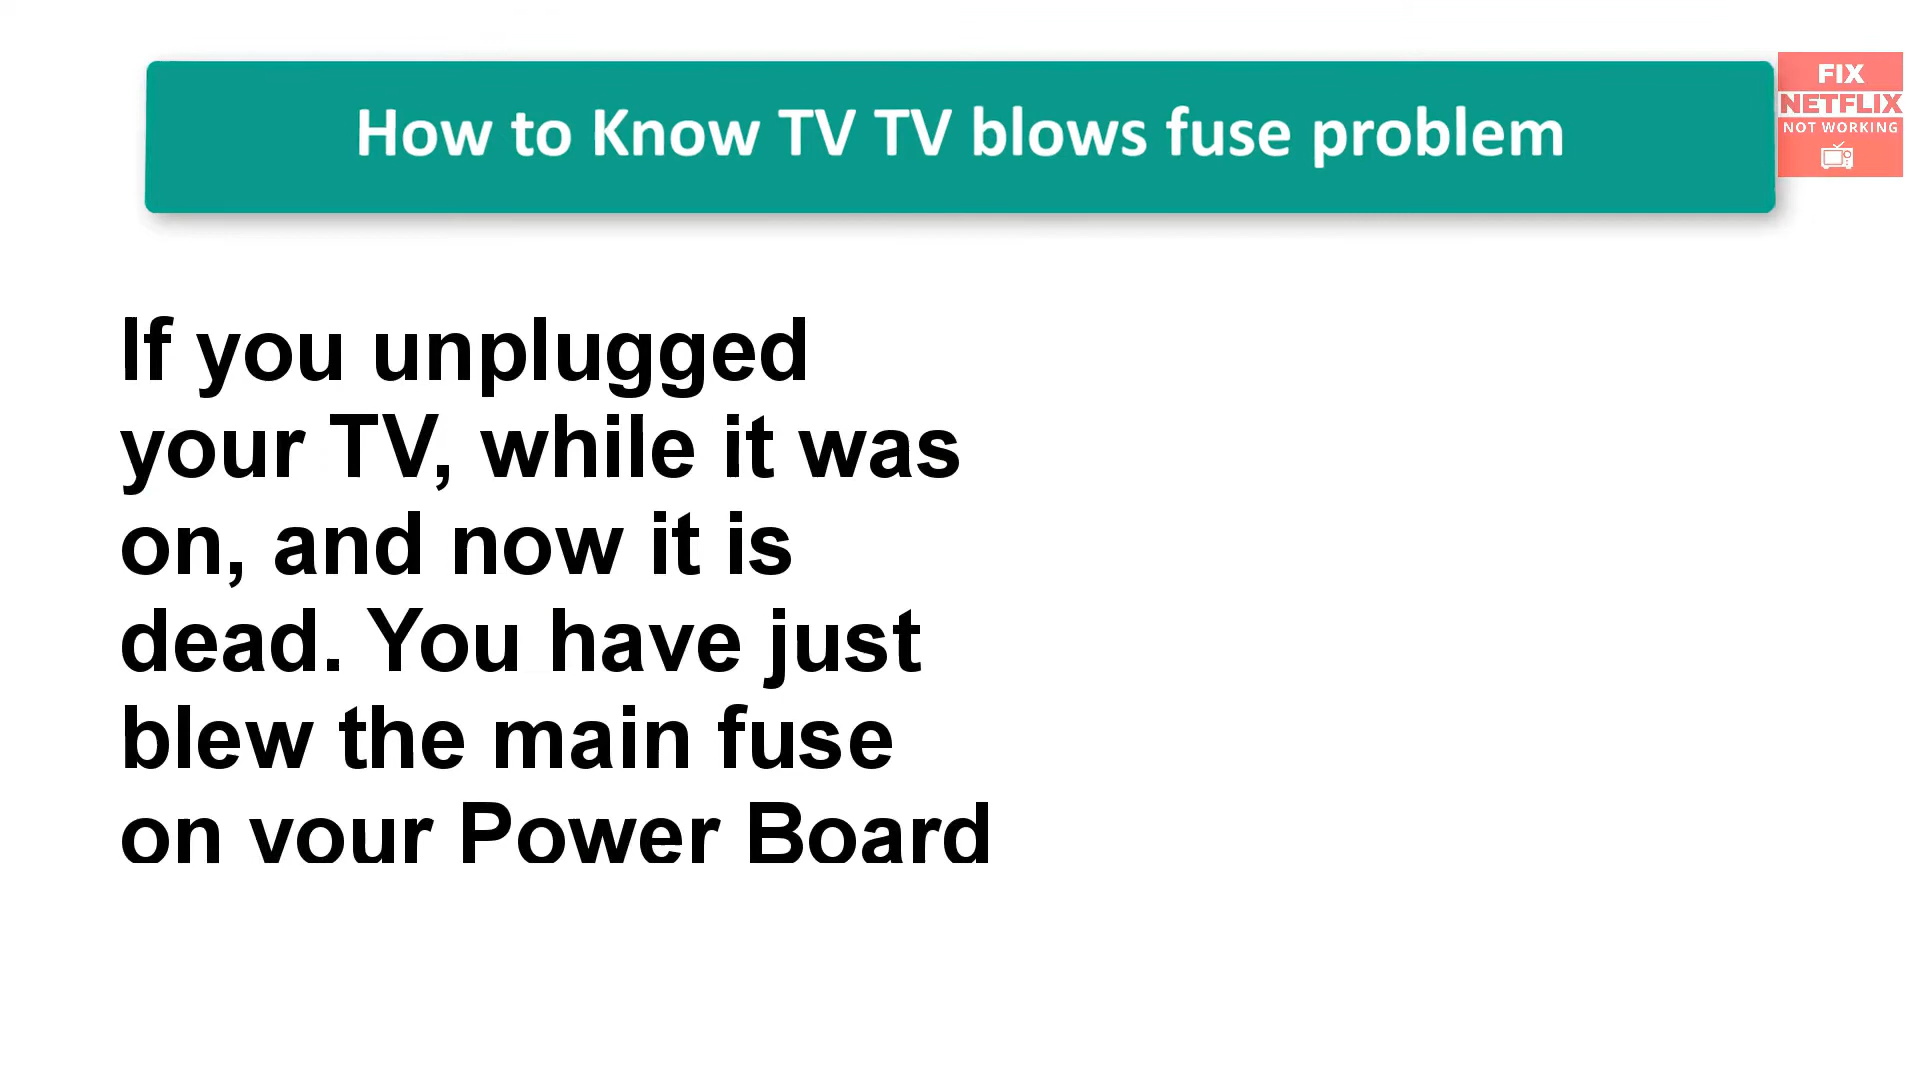 How to Know TV TV blows fuse problem
FIX
NETFLIX
NOT WORKING
If you unplugged
your TV, while it was
on, and now it is
dead. You have just
blew the main fuse
on your Power Board